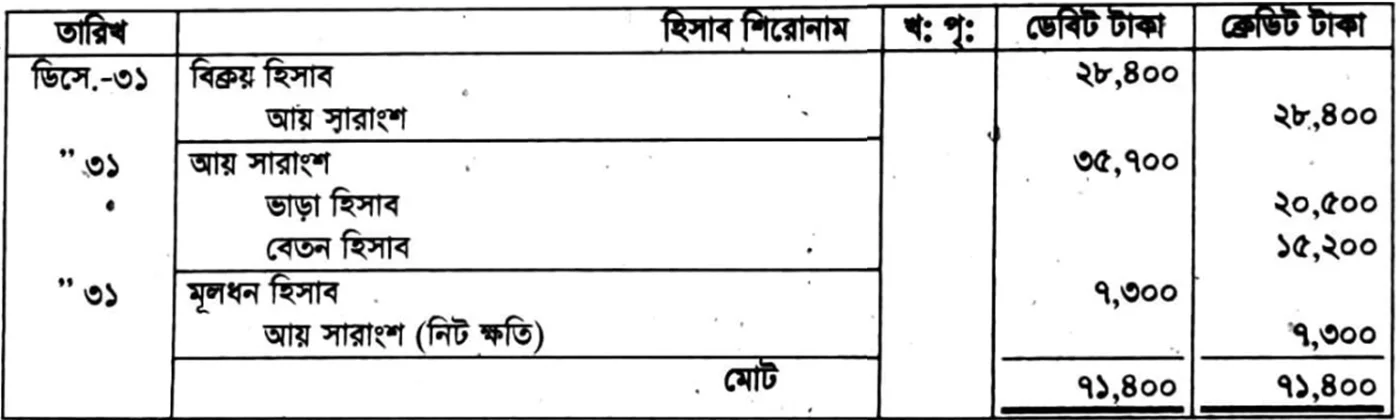 তারিখ হিসাব শিরোনাম খ: পৃ: ডেবিট টাকা ক্রেডিট টাকা
ডিসে.-৩১ বিক্রয় হিসাব ২৮,৪০০
আয় সারাংশ ২৮,৪০০
" ৩১ আয় সারাংশ ৩৫,৭০০
ভাড়া হিসাব ২০,৫০০
বেতন হিসাব ১৫,২০০
" ৩১ মূলধন হিসাব ৭,৩০০
আয় সারাংশ (নিট ক্ষতি) ৭,৩০০
মোট ৭১,৪০০ ৭১,৪০০